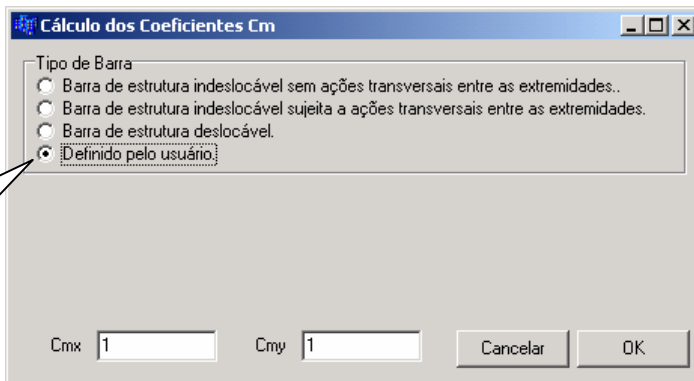 Cálculo dos Coeficientes Cm
Tipo de Barra
Barra de estrutura indeslocável sem ações transversais entre as extremidades..
Barra de estrutura indeslocável sujeita a ações transversais entre as extremidades.
Barra de estrutura deslocável.
Definido pelo usuário.
Cmx 1 Cmy 1 Cancelar OK